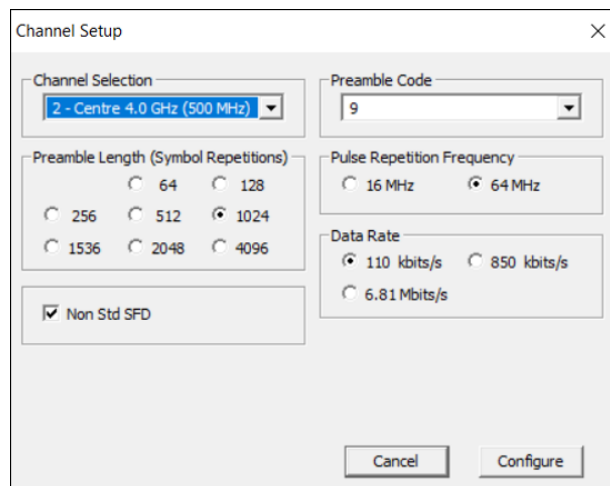 Channel Setup
Channel Selection
2 - Centre 4.0 GHz (500 MHz)
Preamble Code
9
Preamble Length (Symbol Repetitions)
64 128
256 512 1024
1536 2048 4096
Pulse Repetition Frequency
16 MHz 64 MHz
Data Rate
110 kbits/s 850 kbits/s
6.81 Mbits/s
Non Std SFD
Cancel Configure